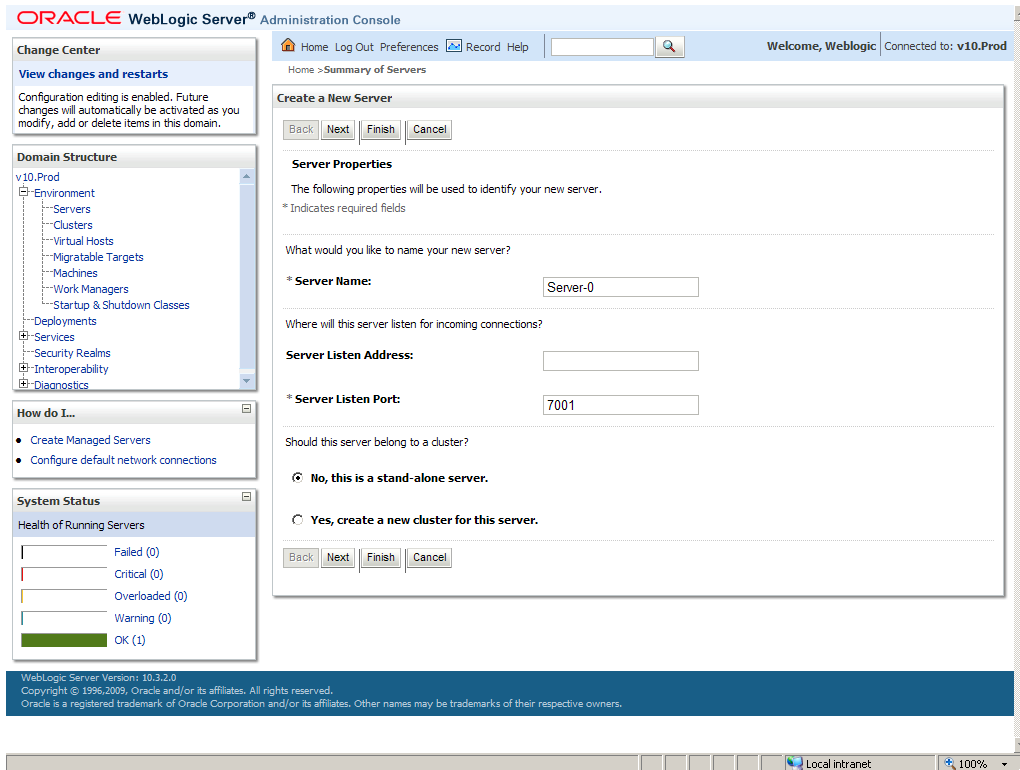 ORACLE WebLogic Server® Administration Console
Change Center
View changes and restarts
Configuration editing is enabled. Future
changes will automatically be activated as you
modify, add or delete items in this domain.
Domain Structure
v10.Prod
Environment
Servers
Clusters
Virtual Hosts
Migratable Targets
Machines
Work Managers
Startup & Shutdown Classes
Deployments
Services
Security Realms
Interoperability
Diagnostics
How do I...
Create Managed Servers
Configure default network connections
System Status
Health of Running Servers
Failed (0)
Critical (0)
Overloaded (0)
Warning (0)
OK (1)
Home Log Out Preferences Record Help
Welcome, Weblogic Connected to: v10.Prod
Home >Summary of Servers
Create a New Server
Back Next Finish Cancel
Server Properties
The following properties will be used to identify your new server.
* Indicates required fields
What would you like to name your new server?
* Server Name: Server-0
Where will this server listen for incoming connections?
Server Listen Address:
* Server Listen Port: 7001
Should this server belong to a cluster?
No, this is a stand-alone server.
Yes, create a new cluster for this server.
Back Next Finish Cancel
WebLogic Server Version: 10.3.2.0
Copyright © 1996,2009, Oracle and/or its affiliates. All rights reserved.
Oracle is a registered trademark of Oracle Corporation and/or its affiliates. Other names may be trademarks of their respective owners.
Local intranet 100%